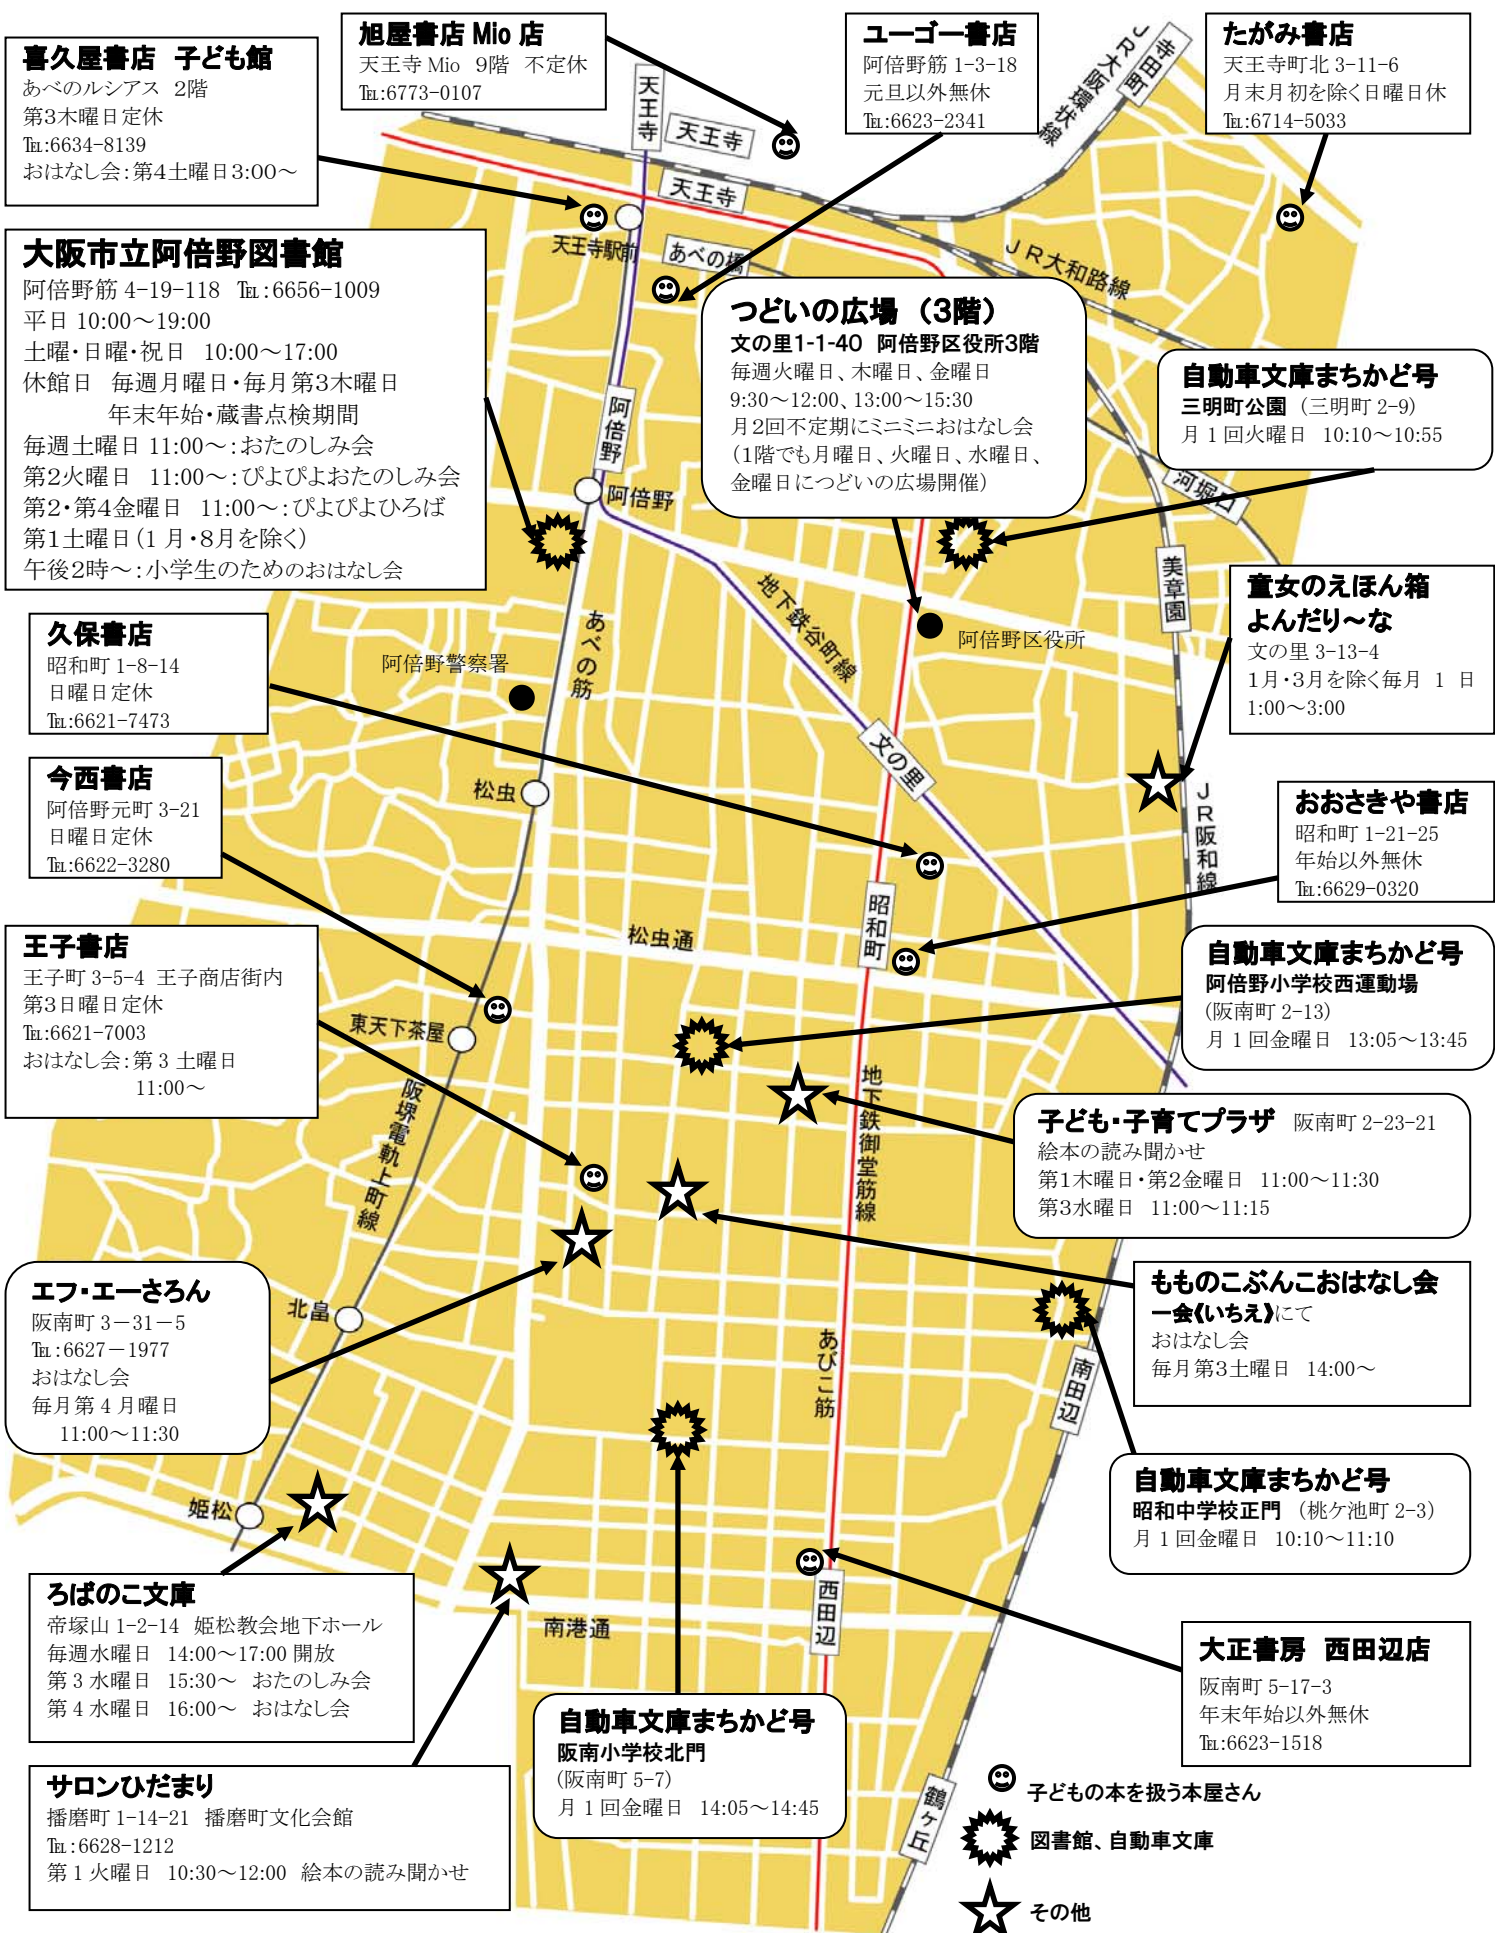 喜久屋書店 子ども館
あべのルシアス 2階
第3木曜日定休
℡:6634-8139
おはなし会：第4土曜日3:00～
旭屋書店 Mio 店
天王寺 Mio 9階 不定休
℡:6773-0107
ユーゴー書店
阿倍野筋 1-3-18
元旦以外無休
℡:6623-2341
たがみ書店
天王寺町北 3-11-6
月末月初を除く日曜日休
℡:6714-5033
寺田町
JR大阪環状線
天王寺
天王寺
天王寺
天王寺駅前
あべの橋
JR大和路線
大阪市立阿倍野図書館
阿倍野筋 4-19-118 ℡:6656-1009
平日 10:00～19:00
土曜・日曜・祝日 10:00～17:00
休館日 毎週月曜日・毎月第3木曜日
年末年始・蔵書点検期間
毎週土曜日 11:00～：おたのしみ会
第2火曜日 11:00～：ぴよぴよおたのしみ会
第2・第4金曜日 11:00～：ぴよぴよひろば
第1土曜日（1月・8月を除く）
午後2時～：小学生のためのおはなし会
つどいの広場 （3階）
文の里1-1-40 阿倍野区役所3階
毎週火曜日、木曜日、金曜日
9:30～12:00、13:00～15:30
月2回不定期にミニミニおはなし会
（1階でも月曜日、火曜日、水曜日、
金曜日につどいの広場開催）
自動車文庫まちかど号
三明町公園 （三明町 2-9）
月1回火曜日 10:10～10:55
阿倍野
阿倍野
河堀口
美章園
地下鉄谷町線
阿倍野区役所
あべの筋
阿倍野警察署
童女のえほん箱
よんだり～な
文の里 3-13-4
1月・3月を除く毎月 1 日
1:00～3:00
久保書店
昭和町 1-8-14
日曜日定休
℡:6621-7473
今西書店
阿倍野元町 3-21
日曜日定休
℡:6622-3280
松虫
文の里
JR阪和線
おおさきや書店
昭和町 1-21-25
年始以外無休
℡:6629-0320
昭和町
松虫通
王子書店
王子町 3-5-4 王子商店街内
第3日曜日定休
℡:6621-7003
おはなし会：第3土曜日
11:00～
自動車文庫まちかど号
阿倍野小学校西運動場
(阪南町 2-13)
月1回金曜日 13:05～13:45
東天下茶屋
阪堺電軌上町線
地下鉄御堂筋線
子ども・子育てプラザ 阪南町 2-23-21
絵本の読み聞かせ
第1木曜日・第2金曜日 11:00～11:30
第3水曜日 11:00～11:15
エフ・エーさろん
阪南町 3－31－5
℡:6627－1977
おはなし会
毎月第4月曜日
11:00～11:30
北畠
もものこぶんこおはなし会
一会《いちえ》にて
おはなし会
毎月第3土曜日 14:00～
あびこ筋
南田辺
自動車文庫まちかど号
昭和中学校正門 （桃ケ池町 2-3）
月1回金曜日 10:10～11:10
姫松
ろばのこ文庫
帝塚山 1-2-14 姫松教会地下ホール
毎週水曜日 14:00～17:00 開放
第3水曜日 15:30～ おたのしみ会
第4水曜日 16:00～ おはなし会
南港通
西田辺
大正書房 西田辺店
阪南町 5-17-3
年末年始以外無休
℡:6623-1518
自動車文庫まちかど号
阪南小学校北門
(阪南町 5-7)
月1回金曜日 14:05～14:45
サロンひだまり
播磨町 1-14-21 播磨町文化会館
℡:6628-1212
第1火曜日 10:30～12:00 絵本の読み聞かせ
鶴ヶ丘
子どもの本を扱う本屋さん
図書館、自動車文庫
その他